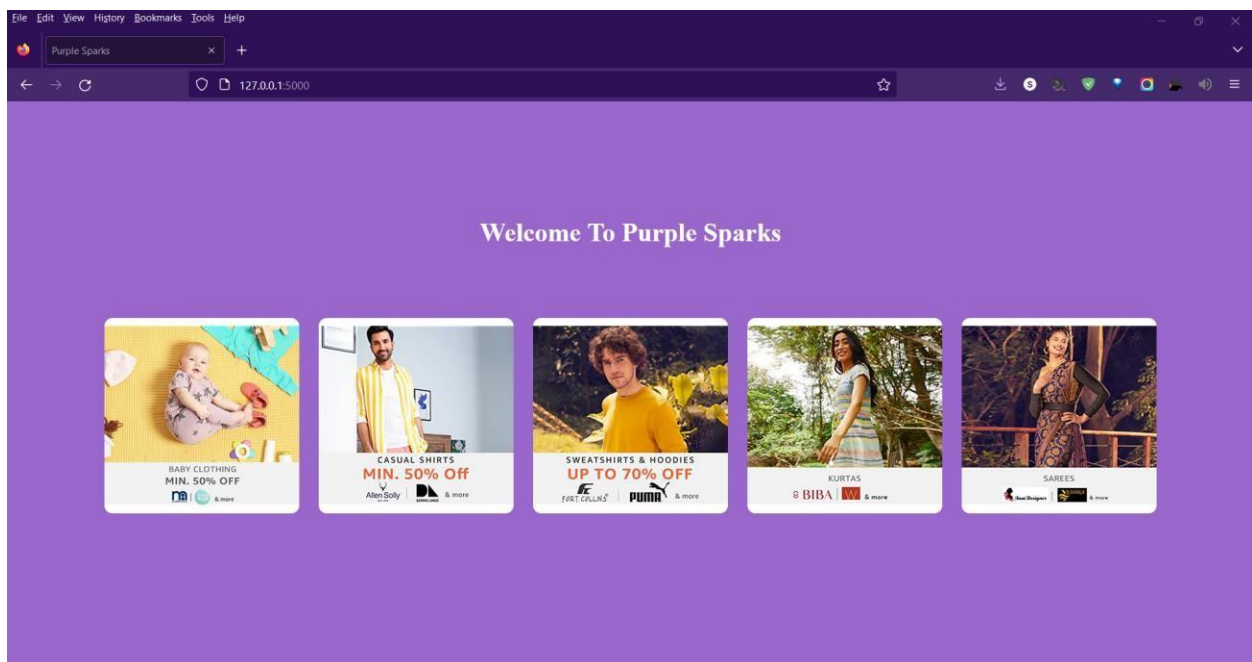 File Edit View History Bookmarks Tools Help
Purple Sparks
127.0.0.1:5000
S
Welcome To Purple Sparks
BABY CLOTHING
MIN. 50% OFF
& more
CASUAL SHIRTS
MIN. 50% Off
Allen Solly
& more
SWEATSHIRTS & HOODIES
UP TO 70% OFF
FORT COLLINS PUMA & more
KURTAS
BIBA W & more
SAREES
& more